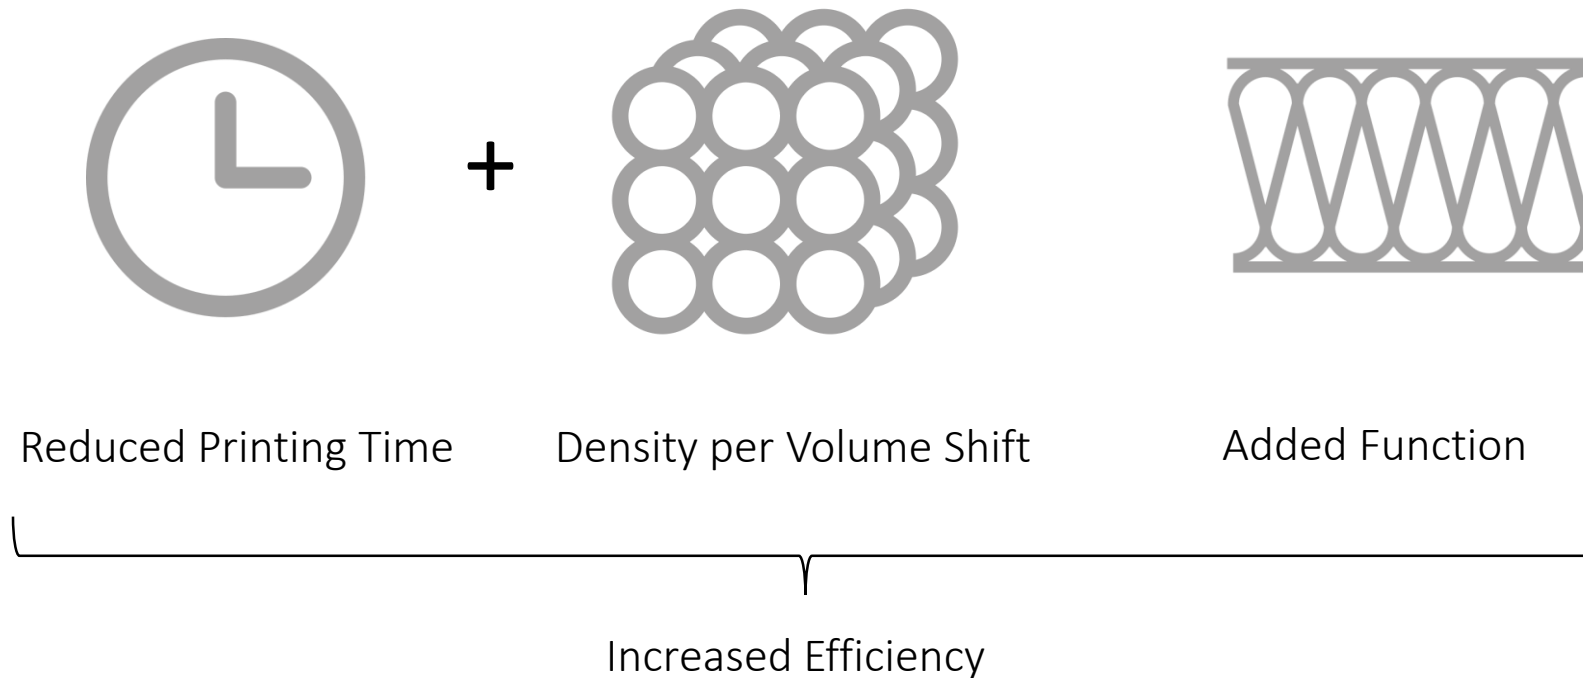 +
Reduced Printing Time
Density per Volume Shift
Added Function
Increased Efficiency